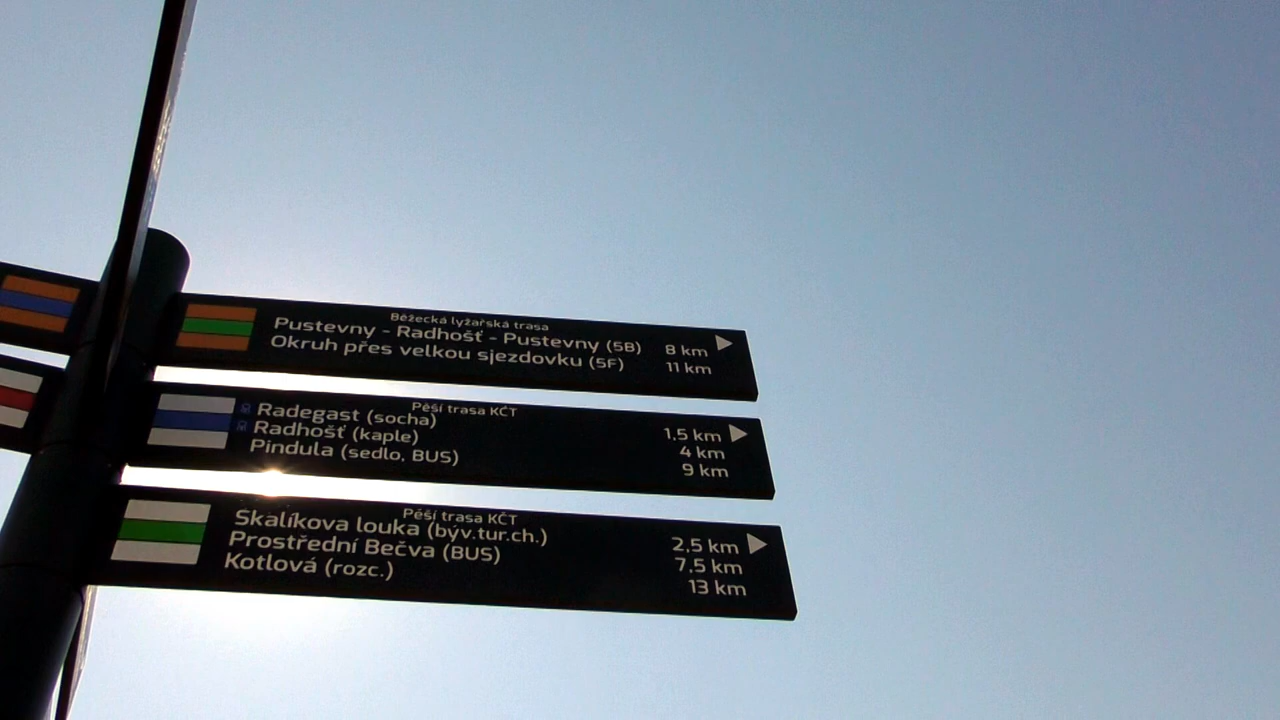 Běžecká lyžařská trasa
Pustevny - Radhošť - Pustevny (5B) 8 km
Okruh přes velkou sjezdovku (5F) 11 km
Pěší trasa KČT
Radegast (socha) 1,5 km
Radhošť (kaple) 4 km
Pindula (sedlo, BUS) 9 km
Pěší trasa KČT
Skalíkova louka (býv.tur.ch.) 2,5 km
Prostřední Bečva (BUS) 7,5 km
Kotlová (rozc.) 13 km